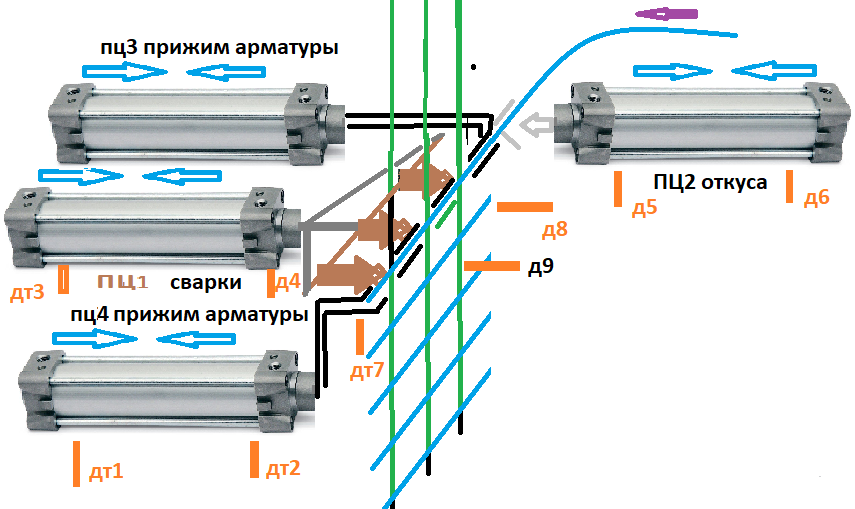 пц3 прижим арматуры
ПЦ2 откуса
д5
д6
д8
ПЦ1 сварки
д4
дт3
д9
пц4 прижим арматуры
дт7
дт1
дт2